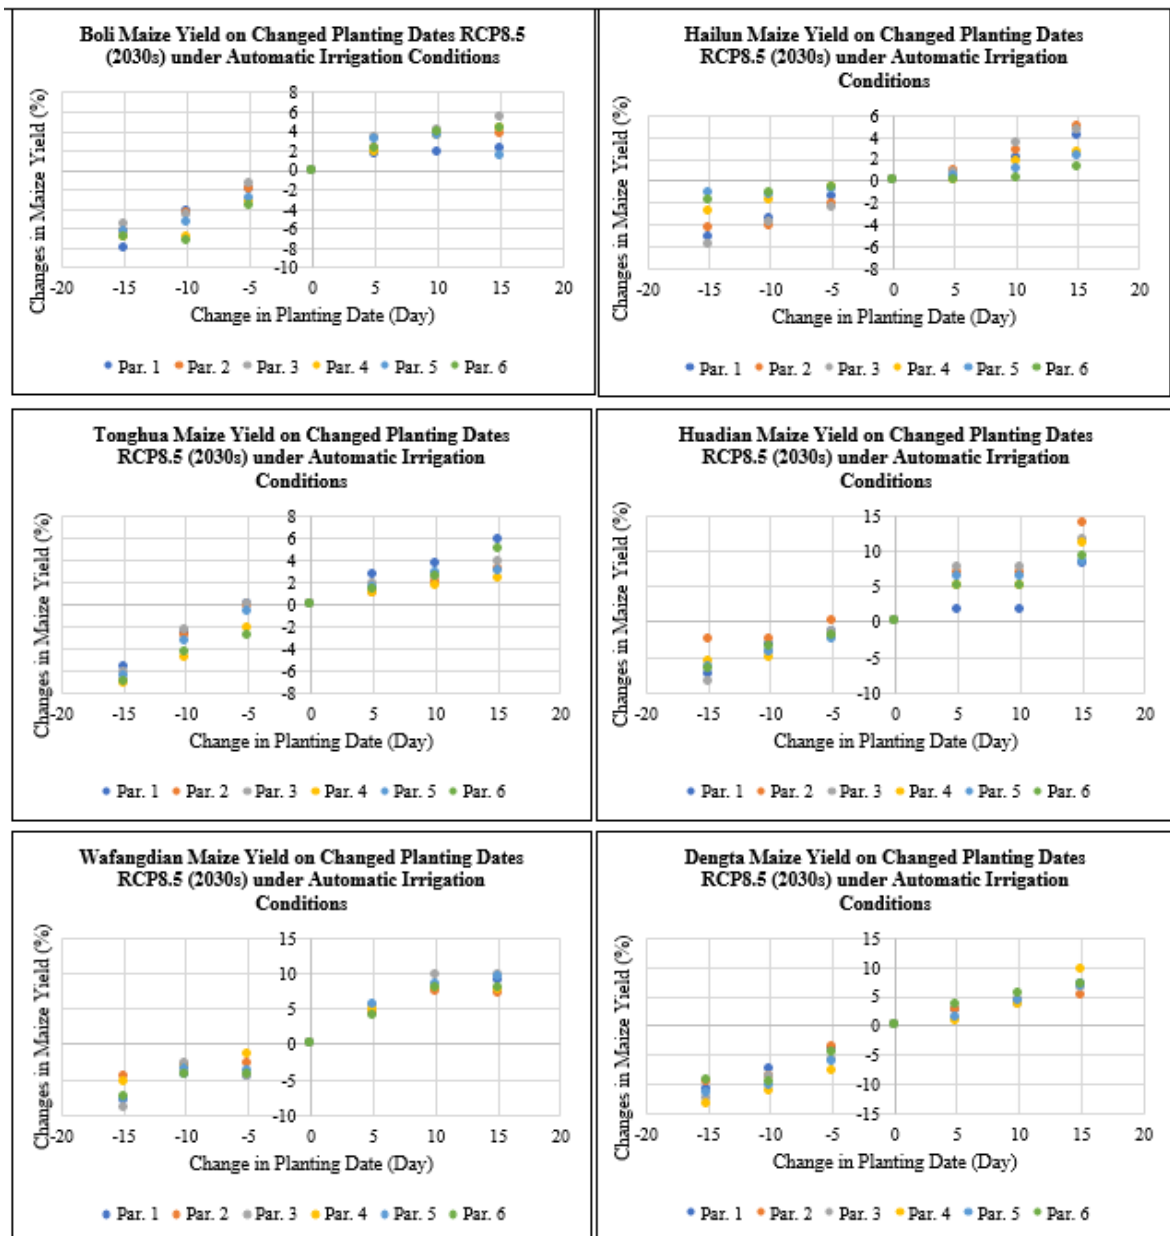 Boli Maize Yield on Changed Planting Dates RCP8.5
(2030s) under Automatic Irrigation Conditions
Changes in Maize Yield (%)
8
6
4
2
0
-2
-4
-6
-8
-10
-20 -15 -10 -5 0 5 10 15 20
Change in Planting Date (Day)
Par. 1 Par. 2 Par. 3 Par. 4 Par. 5 Par. 6
Hailun Maize Yield on Changed Planting Dates
RCP8.5 (2030s) under Automatic Irrigation
Conditions
Changes in Maize Yield (%)
6
4
2
0
-2
-4
-6
-8
-20 -15 -10 -5 0 5 10 15 20
Change in Planting Date (Day)
Par. 1 Par. 2 Par. 3 Par. 4 Par. 5 Par. 6
Tonghua Maize Yield on Changed Planting Dates
RCP8.5 (2030s) under Automatic Irrigation
Conditions
Changes in Maize Yield (%)
8
6
4
2
0
-2
-4
-6
-8
-20 -15 -10 -5 0 5 10 15 20
Change in Planting Date (Day)
Par. 1 Par. 2 Par. 3 Par. 4 Par. 5 Par. 6
Huadian Maize Yield on Changed Planting Dates
RCP8.5 (2030s) under Automatic Irrigation
Conditions
Changes in Maize Yield (%)
15
10
5
0
-5
-10
-20 -15 -10 -5 0 5 10 15 20
Change in Planting Date (Day)
Par. 1 Par. 2 Par. 3 Par. 4 Par. 5 Par. 6
Wafangdian Maize Yield on Changed Planting Dates
RCP8.5 (2030s) under Automatic Irrigation
Conditions
Changes in Maize Yield (%)
15
10
5
0
-5
-10
-20 -15 -10 -5 0 5 10 15 20
Change in Planting Date (Day)
Par. 1 Par. 2 Par. 3 Par. 4 Par. 5 Par. 6
Dengta Maize Yield on Changed Planting Dates
RCP8.5 (2030s) under Automatic Irrigation
Conditions
Changes in Maize Yield (%)
15
10
5
0
-5
-10
-15
-20 -15 -10 -5 0 5 10 15 20
Change in Planting Date (Day)
Par. 1 Par. 2 Par. 3 Par. 4 Par. 5 Par. 6